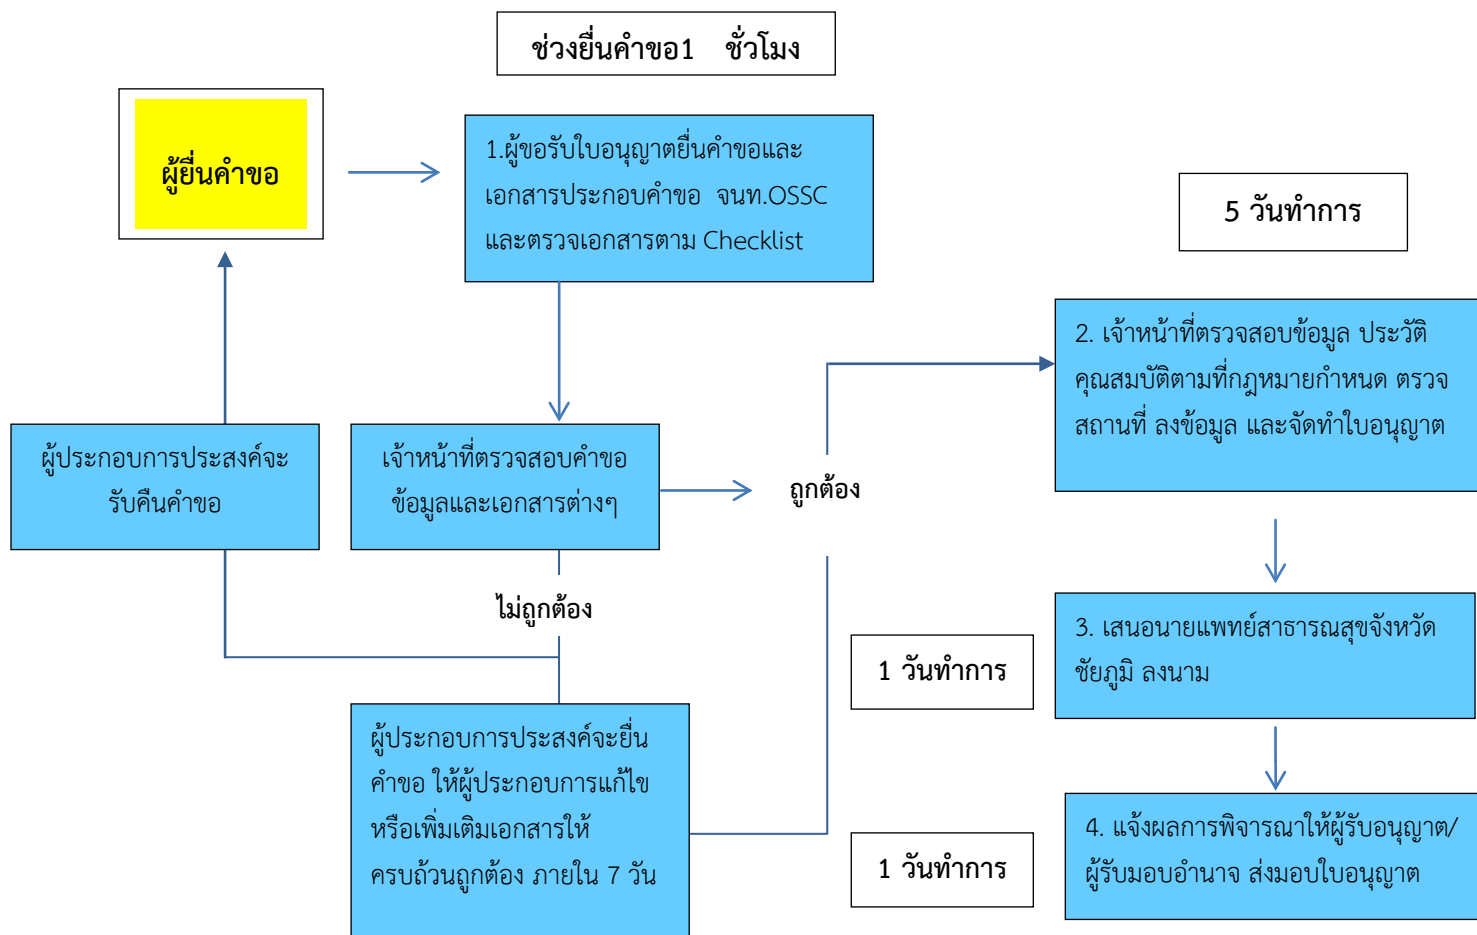 ช่วงยื่นคำขอ1 ชั่วโมง
ผู้ยื่นคำขอ
1.ผู้ขอรับใบอนุญาตยื่นคำขอและ
เอกสารประกอบคำขอ จนท.OSSC
และตรวจเอกสารตาม Checklist
5 วันทำการ
2. เจ้าหน้าที่ตรวจสอบข้อมูล ประวัติ
คุณสมบัติตามที่กฎหมายกำหนด ตรวจ
สถานที่ ลงข้อมูล และจัดทำใบอนุญาต
ผู้ประกอบการประสงค์จะ
รับคืนคำขอ
เจ้าหน้าที่ตรวจสอบคำขอ
ข้อมูลและเอกสารต่างๆ
ถูกต้อง
ไม่ถูกต้อง
1 วันทำการ
3. เสนอนายแพทย์สาธารณสุขจังหวัด
ชัยภูมิ ลงนาม
ผู้ประกอบการประสงค์จะยื่น
คำขอ ให้ผู้ประกอบการแก้ไข
หรือเพิ่มเติมเอกสารให้
ครบถ้วนถูกต้อง ภายใน 7 วัน
1 วันทำการ
4. แจ้งผลการพิจารณาให้ผู้รับอนุญาต/
ผู้รับมอบอำนาจ ส่งมอบใบอนุญาต